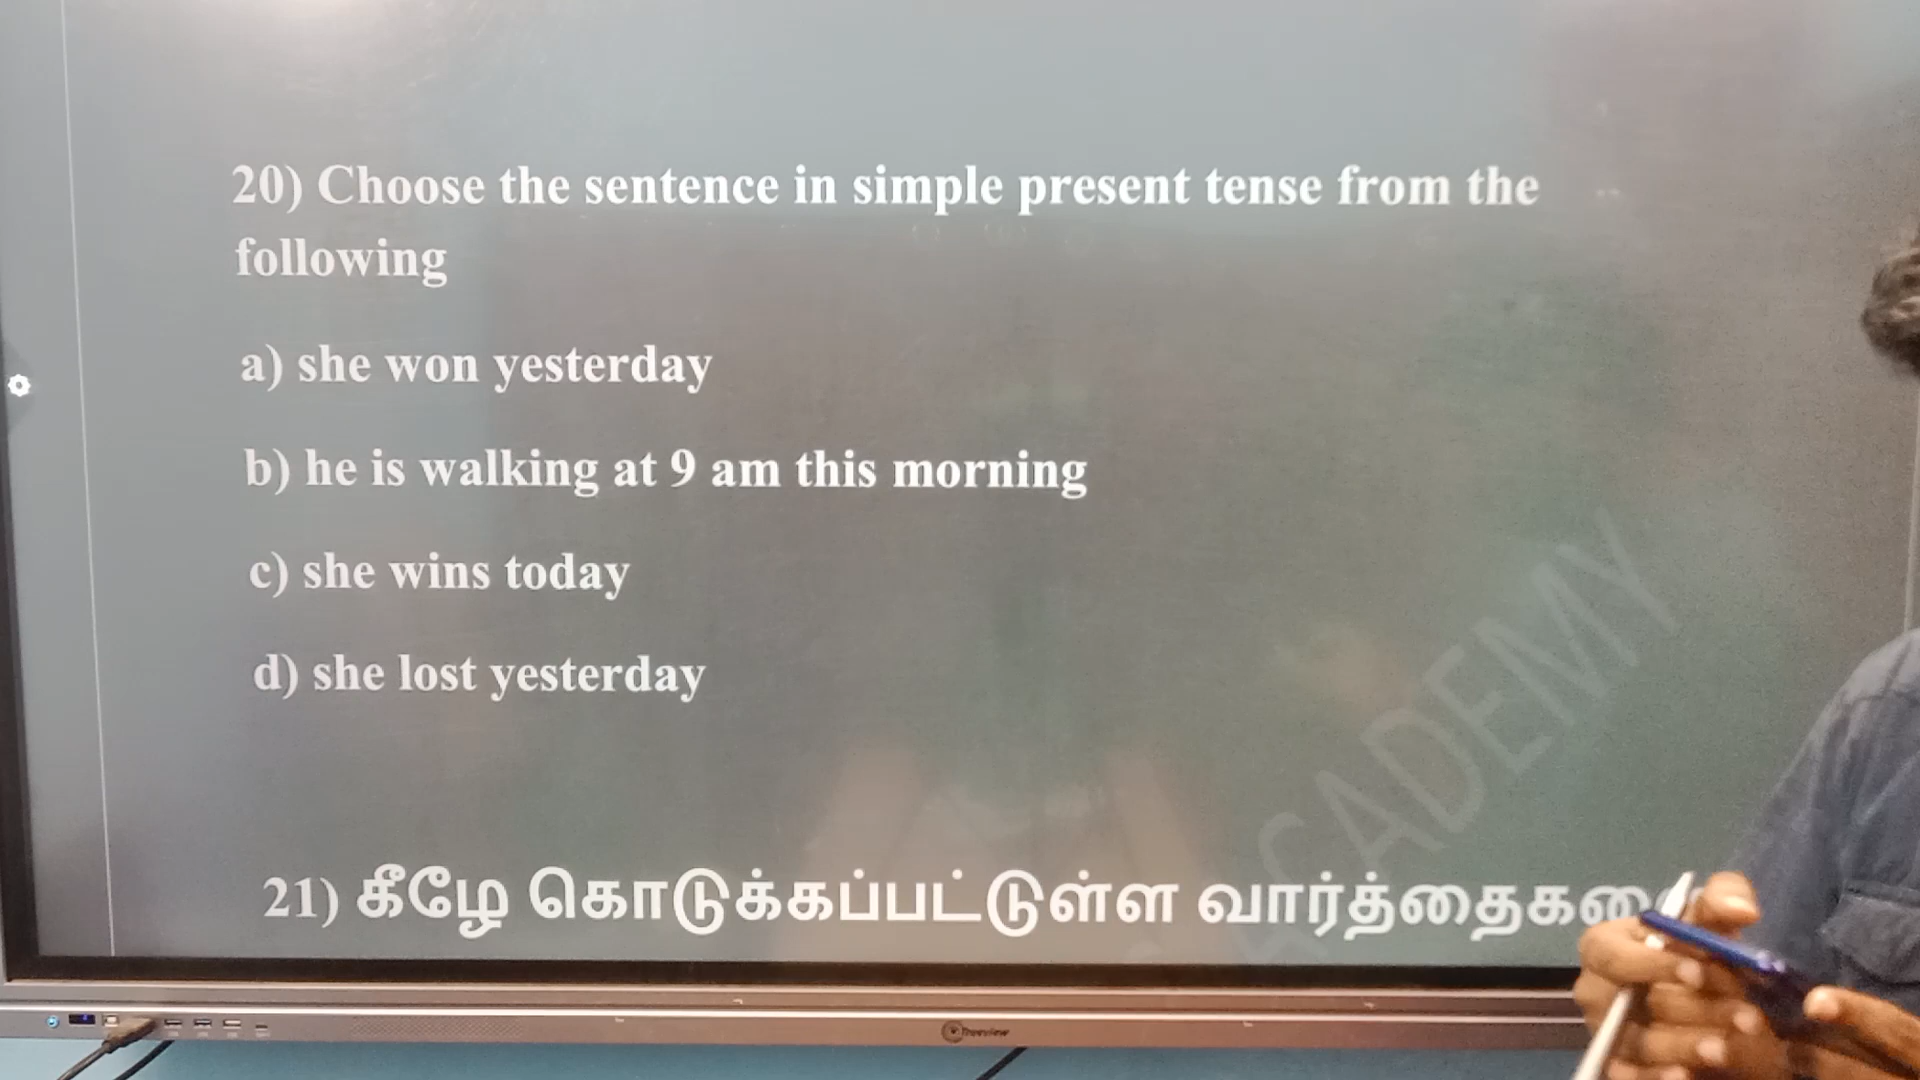 20) Choose the sentence in simple present tense from the
following
a) she won yesterday
b) he is walking at 9 am this morning
c) she wins today
d) she lost yesterday
ACADEMY
21) கீழே கொடுக்கப்பட்டுள்ள